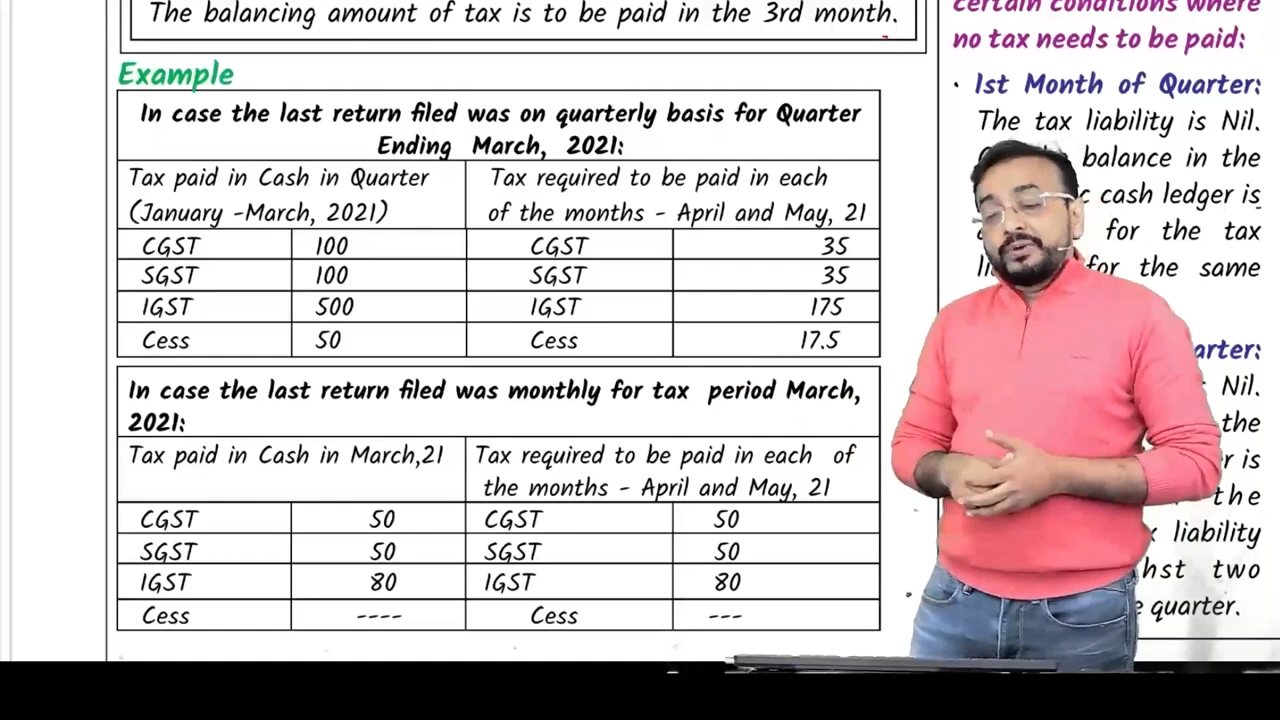 The balancing amount of tax is to be paid in the 3rd month.
Example
In case the last return filed was on quarterly basis for Quarter
Ending March, 2021:
Tax paid in Cash in Quarter
(January -March, 2021)
Tax required to be paid in each
of the months - April and May, 21
CGST 100 CGST 35
SGST 100 SGST 35
IGST 500 IGST 175
Cess 50 Cess 17.5
In case the last return filed was monthly for tax period March,
2021:
Tax paid in Cash in March,21
Tax required to be paid in each of
the months - April and May, 21
CGST 50 CGST 50
SGST 50 SGST 50
IGST 80 IGST 80
Cess ---- Cess ---
certain conditions where
no tax needs to be paid:
· 1st Month of Quarter:
The tax liability is Nil.
balance in the
cash ledger is
for the tax
for the same
Nil.
the
is
the
liability
two
quarter.